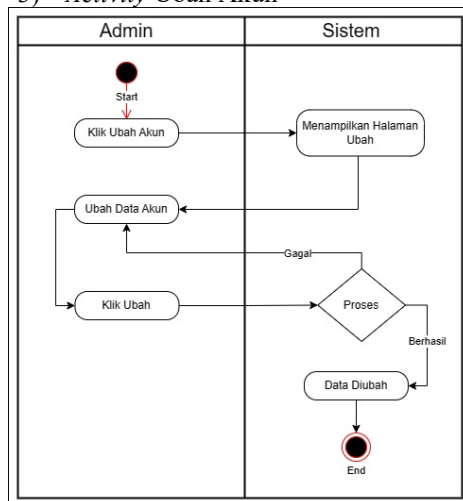 Activity Ubah Akun
Admin
Sistem
Start
Klik Ubah Akun
Menampilkan Halaman
Ubah
Ubah Data Akun
Gagal
Klik Ubah
Proses
Berhasil
Data Diubah
End